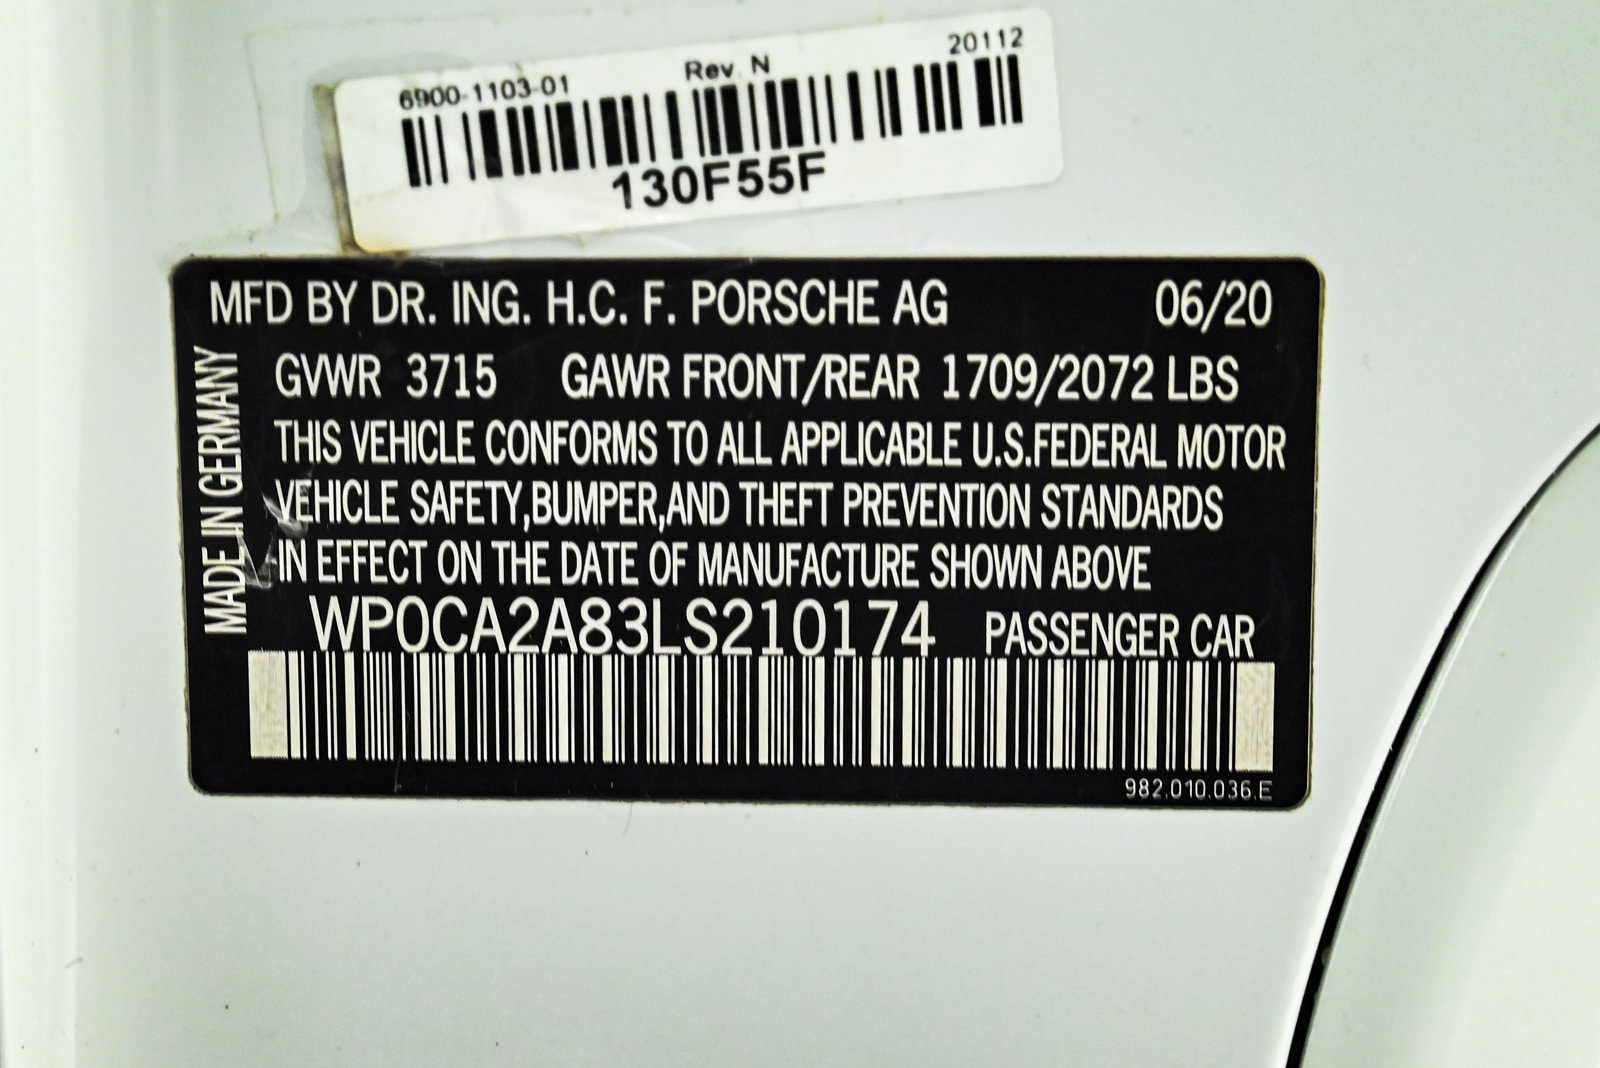 6900-1103-01 Rev. N 20112
130F55F
MFD BY DR. ING. H.C. F. PORSCHE AG 06/20
MADE IN GERMANY
GVWR 3715 GAWR FRONT/REAR 1709/2072 LBS
THIS VEHICLE CONFORMS TO ALL APPLICABLE U.S.FEDERAL MOTOR
VEHICLE SAFETY,BUMPER,AND THEFT PREVENTION STANDARDS
IN EFFECT ON THE DATE OF MANUFACTURE SHOWN ABOVE
WP0CA2A83LS210174 PASSENGER CAR
982.010.036.E